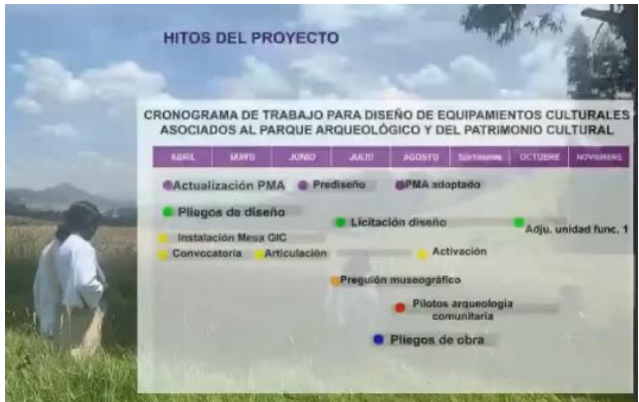 HITOS DEL PROYECTO
CRONOGRAMA DE TRABAJO PARA DISEÑO DE EQUIPAMIENTOS CULTURALES
ASOCIADOS AL PARQUE ARQUEOLÓGICO Y DEL PATRIMONIO CULTURAL
ABRIL MAYO JUNIO JULIO AGOSTO SEPTIEMBRE OCTUBRE NOVIEMBRE
Actualización PMA Prediseño PMA adoptado
Pliegos de diseño
Licitación diseño
Adju. unidad func. 1
Instalación Mesa GIC
Convocatoria Articulación Activación
Preguión museográfico
Pilotos arqueologia
comunitaria
Pliegos de obra